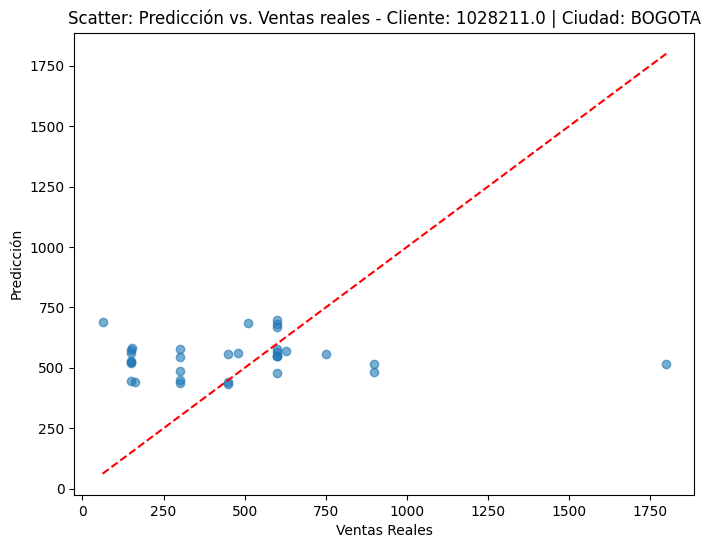 Scatter: Predicción vs. Ventas reales - Cliente: 1028211.0 | Ciudad: BOGOTA
1750
1500
1250
1000
750
500
250
0
Predicción
0 250 500 750 1000 1250 1500 1750
Ventas Reales